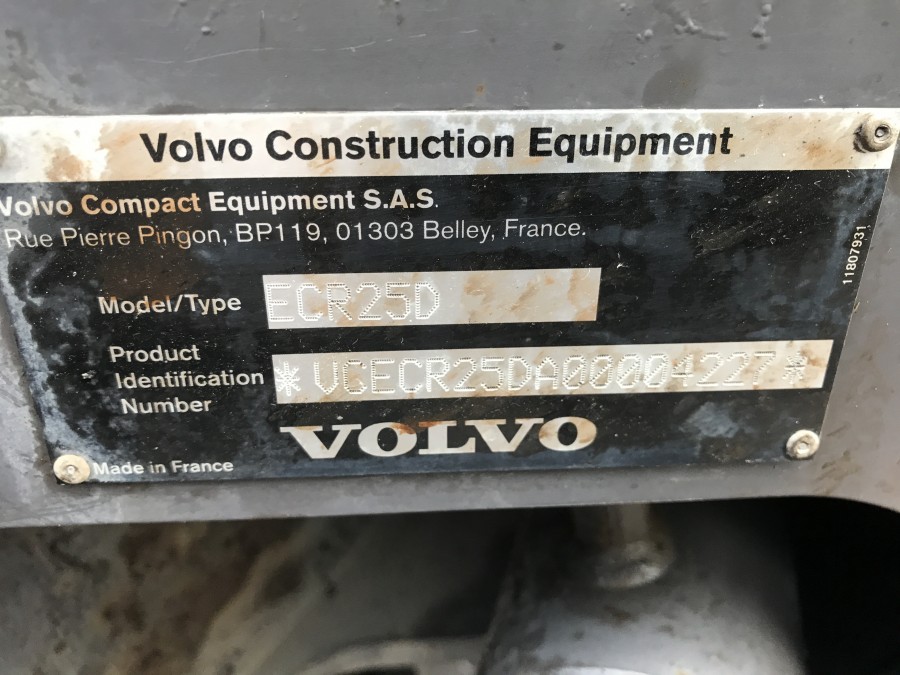 Volvo Construction Equipment
Volvo Compact Equipment S.A.S.
Rue Pierre Pingon, BP119, 01303 Belley, France.
11807931
Model/Type ECR25D
Product
Identification
Number
*VCECR25DA00004227*
VOLVO
Made in France